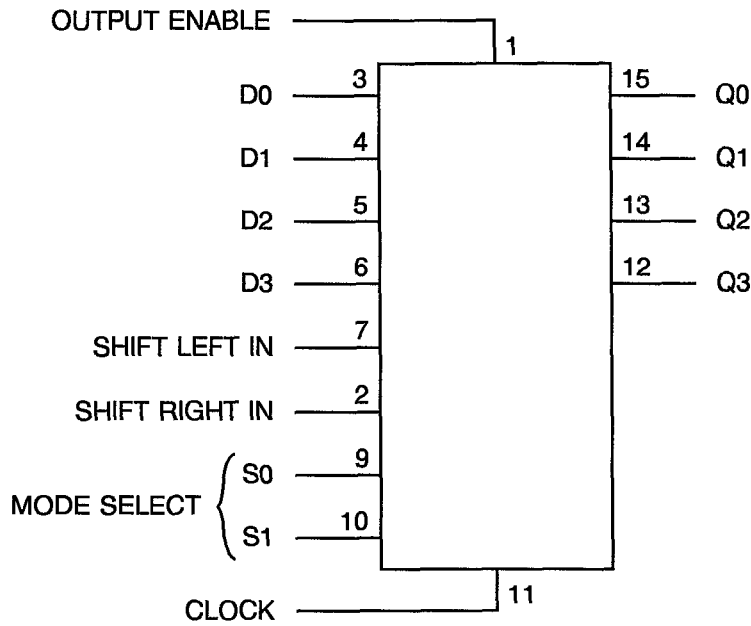 OUTPUT ENABLE
1
D0 3 15 Q0
D1 4 14 Q1
D2 5 13 Q2
D3 6 12 Q3
SHIFT LEFT IN 7
SHIFT RIGHT IN 2
MODE SELECT
S0 9
S1 10
CLOCK 11